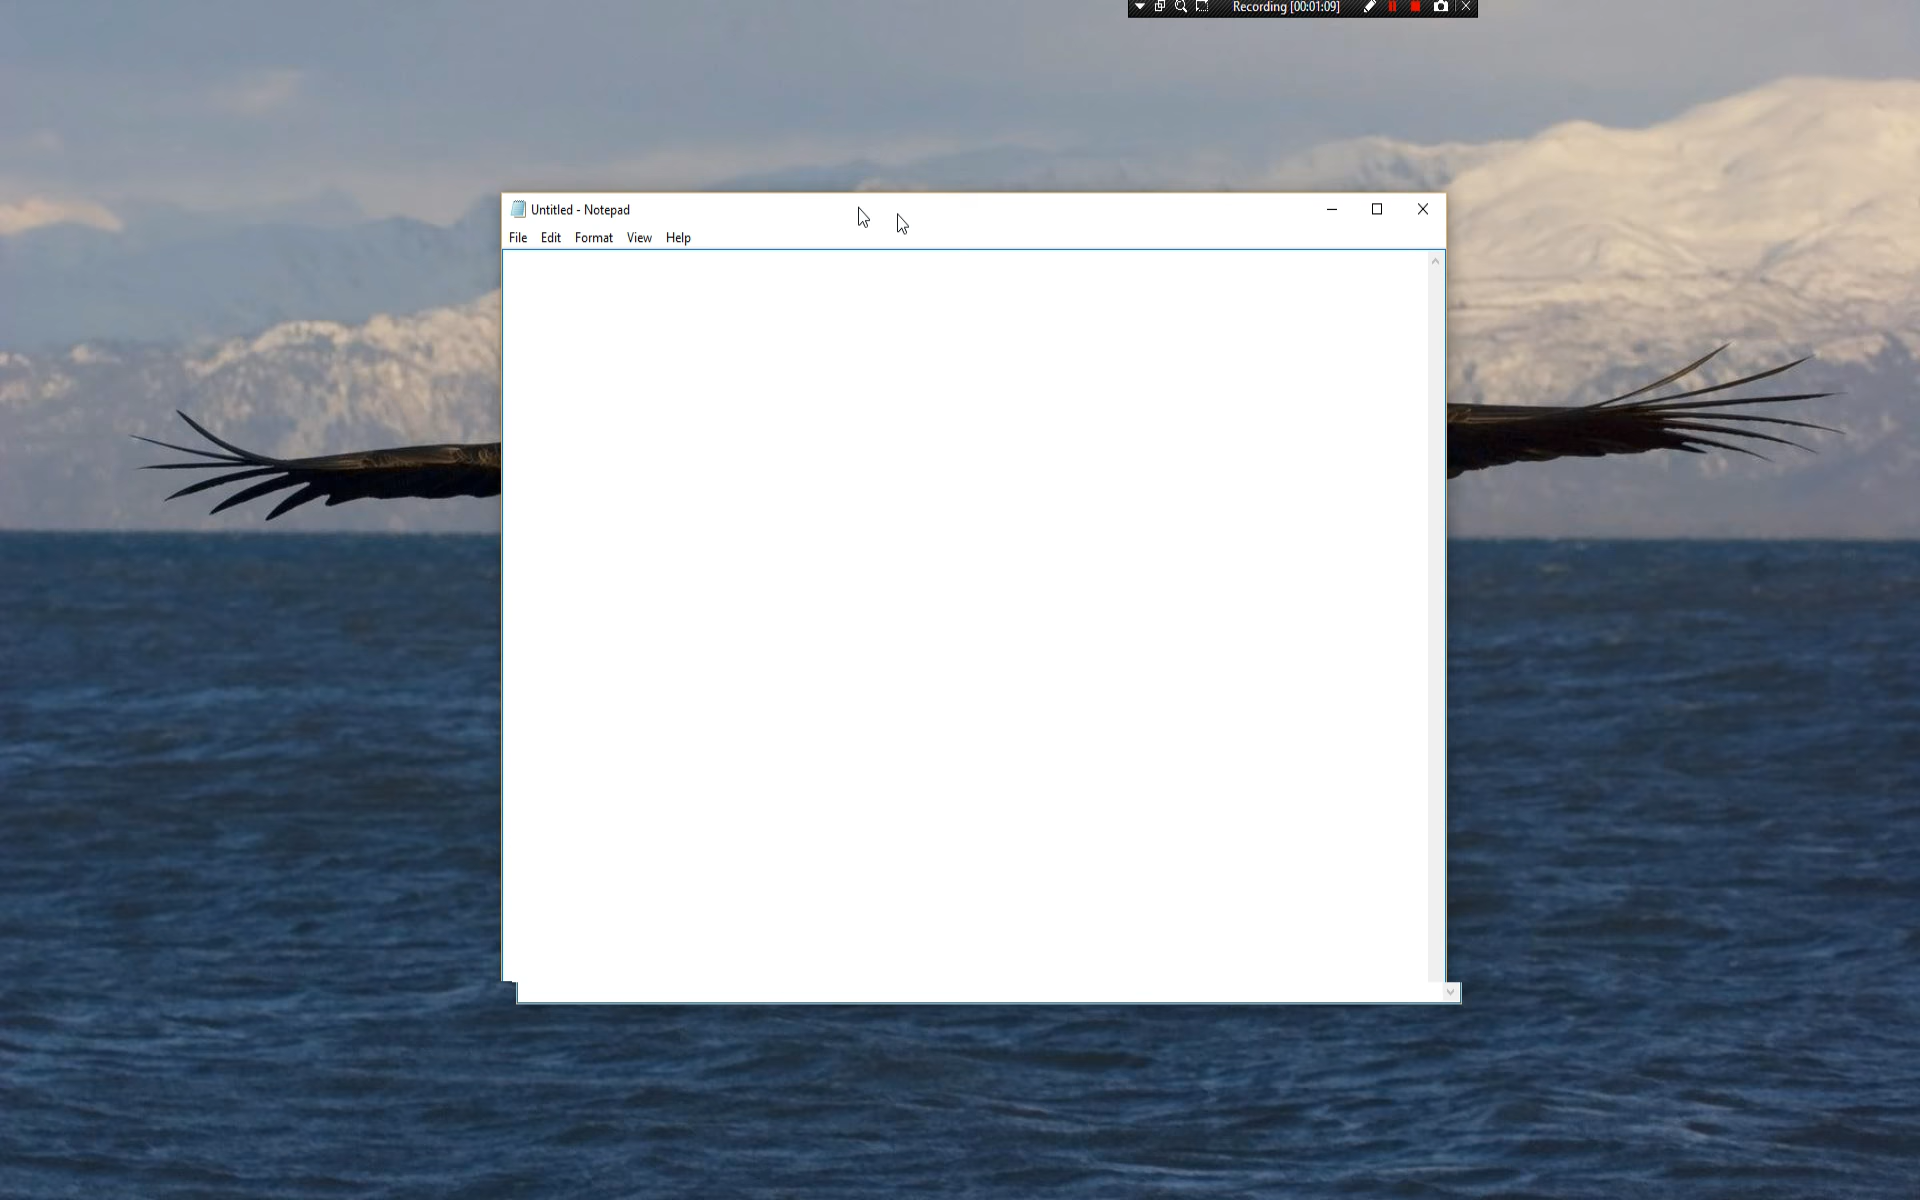 Recording [00:01:09]
Untitled - Notepad
File Edit Format View Help